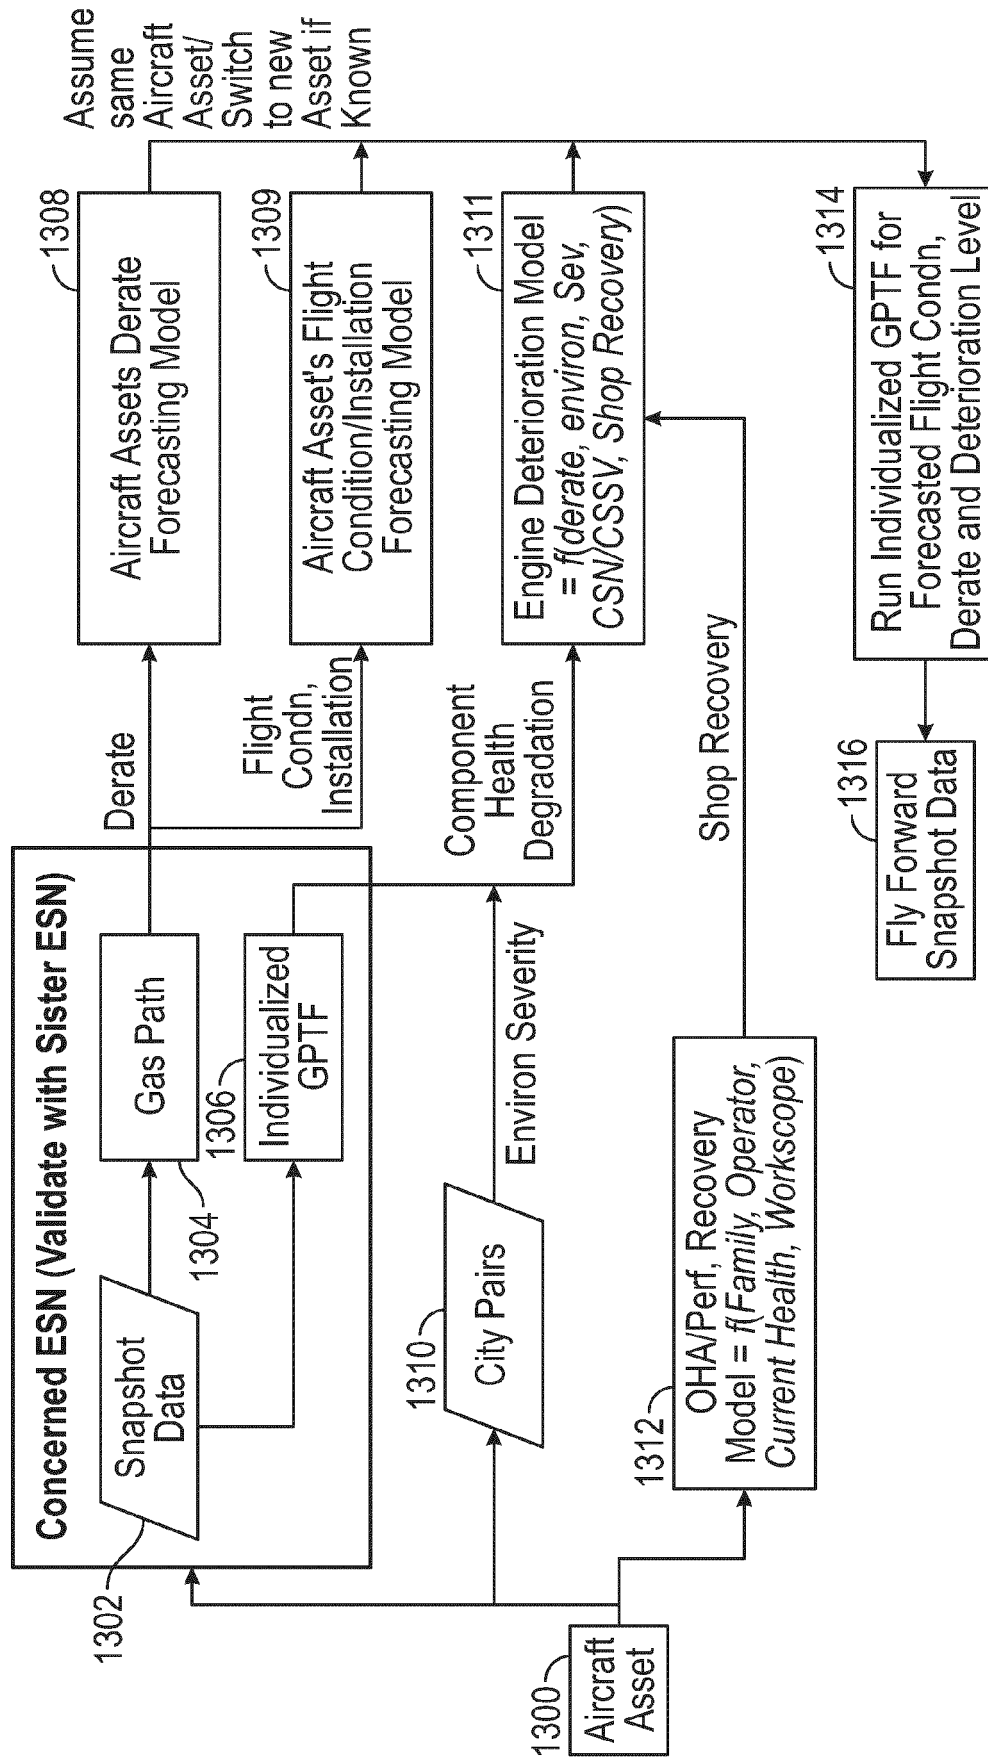 Concerned ESN (Validate with Sister ESN)
1302
Snapshot
Data
1304
Gas Path
1306
Individualized
GPTF
Derate
Flight
Condn,
Installation
1308
Aircraft Assets Derate
Forecasting Model
1309
Aircraft Asset's Flight
Condition/Installation
Forecasting Model
Assume
same
Aircraft
Asset/
Switch
to new
Asset if
Known
1300
Aircraft
Asset
1310
City Pairs
Environ Severity
Component
Health
Degradation
1311
Engine Deterioration Model
= f(derate, environ, Sev,
CSN/CSSV, Shop Recovery)
1312
OHA/Perf, Recovery
Model = f(Family, Operator,
Current Health, Workscope)
Shop Recovery
1314
Run Individualized GPTF for
Forecasted Flight Condn,
Derate and Deterioration Level
1316
Fly Forward
Snapshot Data